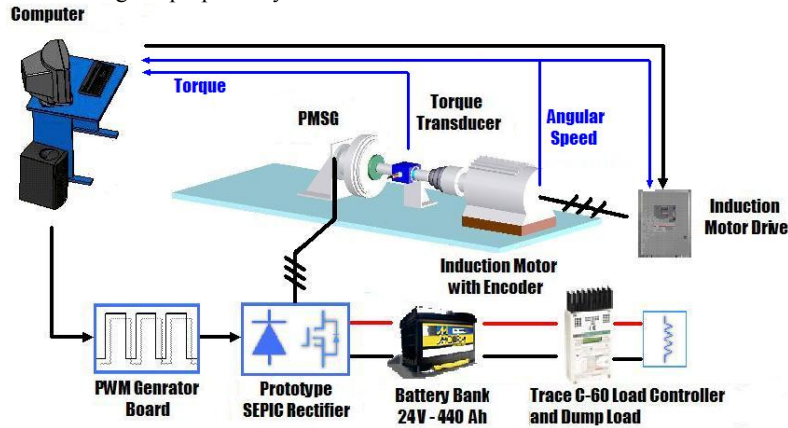 Computer
Torque
PMSG
Torque
Transducer
Angular
Speed
Induction
Motor Drive
Induction Motor
with Encoder
PWM Genrator
Board
Prototype
SEPIC Rectifier
MOURA
Battery Bank
24V - 440 Ah
Trace C-60 Load Controller
and Dump Load